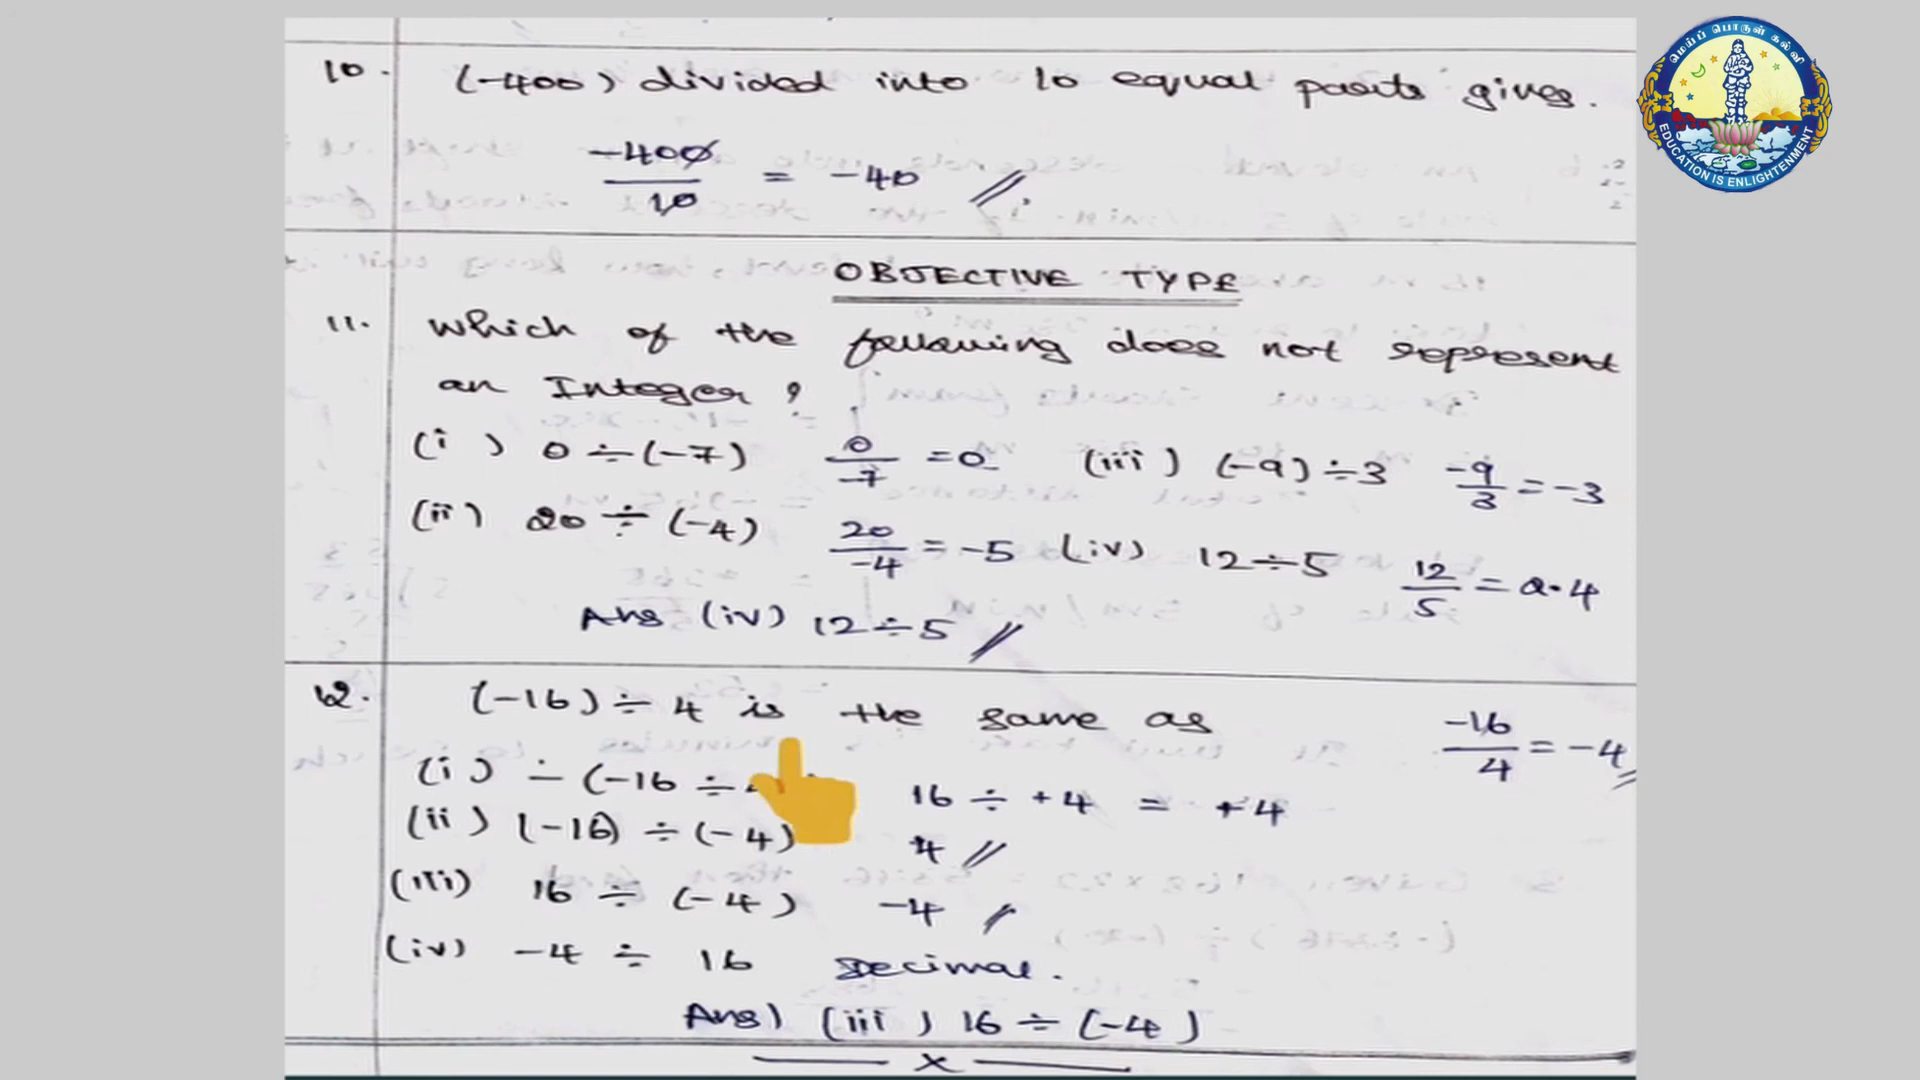 10. (-400) divided into 10 equal parts gives.
-400/10 = -40
OBJECTIVE TYPE
11. which of the following does not represent
an Integer?
(i) 0 ÷ (-7) 0/-7 = 0 (iii) (-9) ÷ 3 -9/3 = -3
(ii) 20 ÷ (-4) 20/-4 = -5 (iv) 12 ÷ 5 12/5 = 2.4
Ans (iv) 12 ÷ 5
12. (-16) ÷ 4 is the same as -16/4 = -4
(i) - (-16 ÷ 16 ÷ +4 = +4
(ii) (-16) ÷ (-4) 4
(iii) 16 ÷ (-4) -4
(iv) -4 ÷ 16 Decimal.
Ans) (iii) 16 ÷ (-4)
x
மெய்ப் பொருள் கல்வி
EDUCATION IS ENLIGHTENMENT